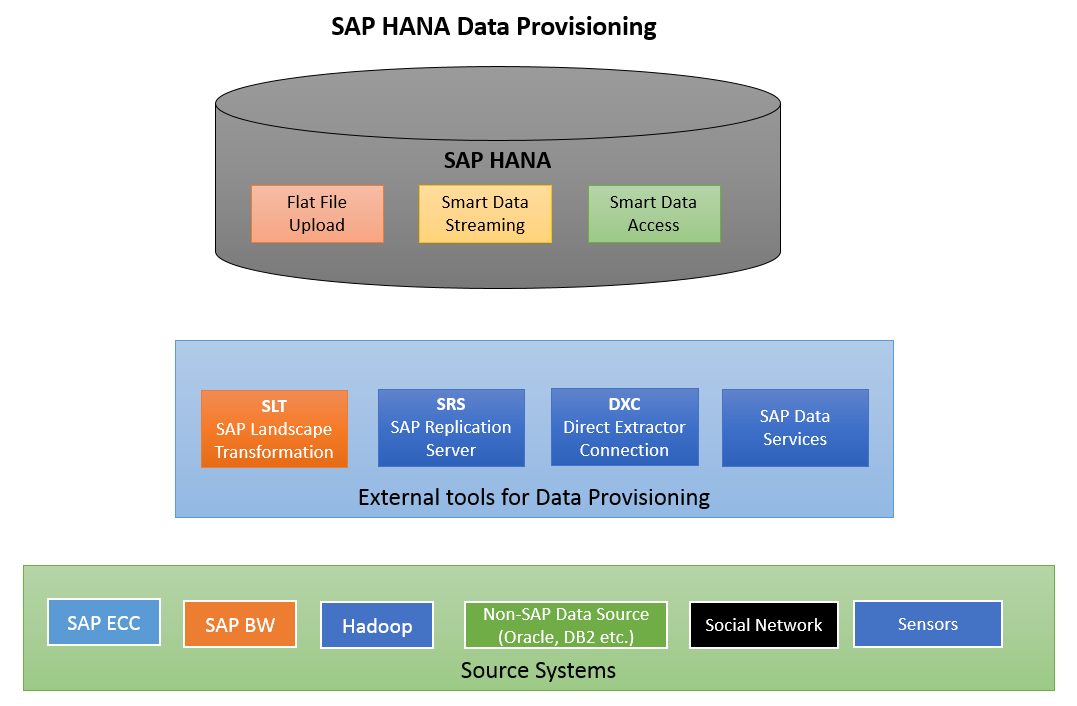 SAP HANA Data Provisioning
SAP HANA
Flat File
Upload
Smart Data
Streaming
Smart Data
Access
SLT
SAP Landscape
Transformation
SRS
SAP Replication
Server
DXC
Direct Extractor
Connection
SAP Data
Services
External tools for Data Provisioning
SAP ECC
SAP BW
Hadoop
Non-SAP Data Source
(Oracle, DB2 etc.)
Social Network
Sensors
Source Systems